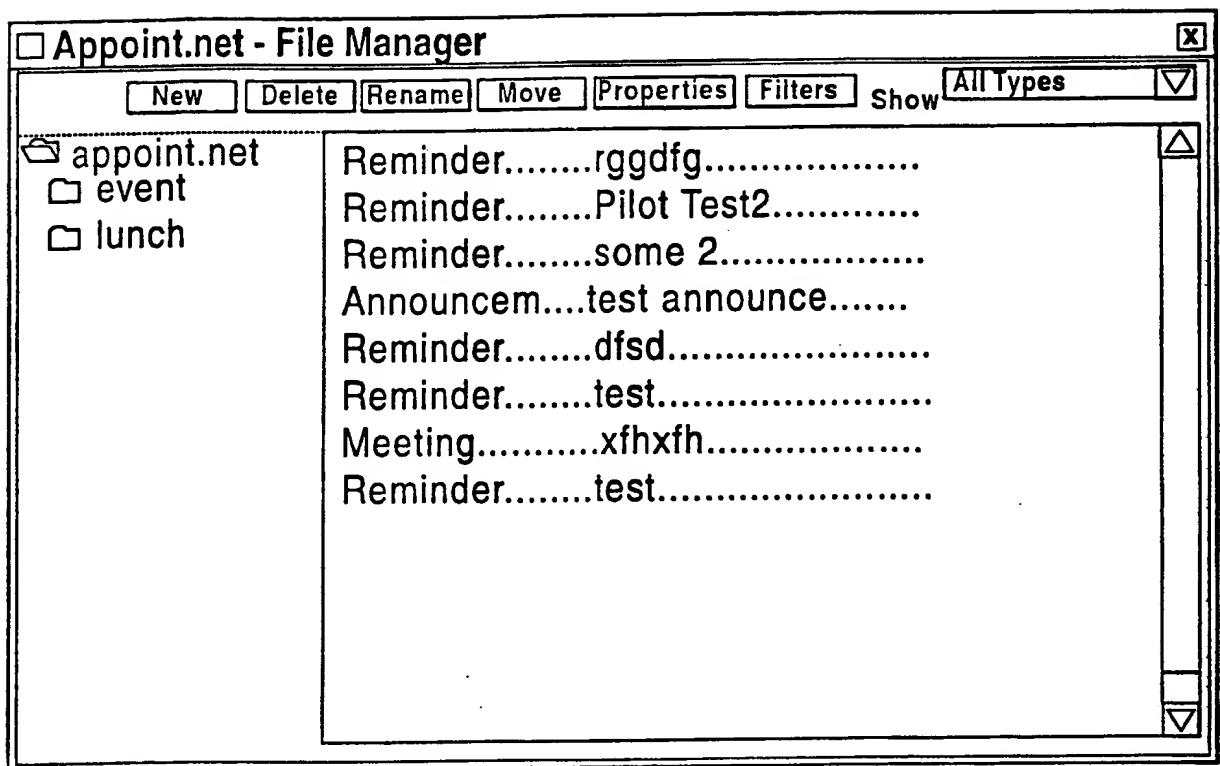 Appoint.net - File Manager X
New Delete Rename Move Properties Filters Show All Types
appoint.net
event
lunch
Reminder........rggdfg...................
Reminder........Pilot Test2.............
Reminder........some 2..................
Announcem....test announce.......
Reminder........dfsd.......................
Reminder........test........................
Meeting...........xfhxfh...................
Reminder........test........................